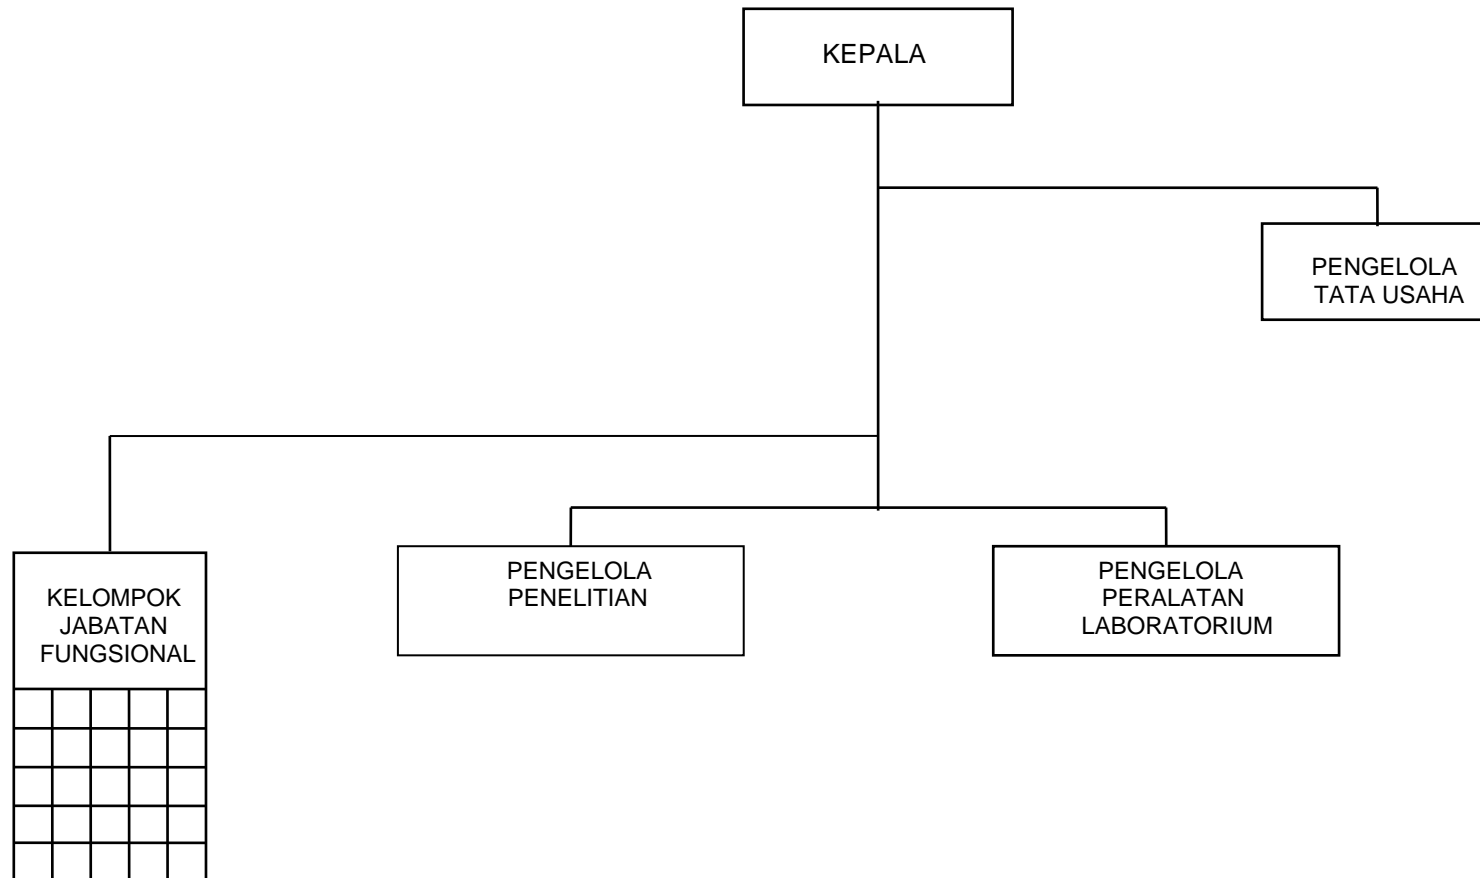 KEPALA
PENGELOLA
TATA USAHA
KELOMPOK
JABATAN
FUNGSIONAL
PENGELOLA
PENELITIAN
PENGELOLA
PERALATAN
LABORATORIUM